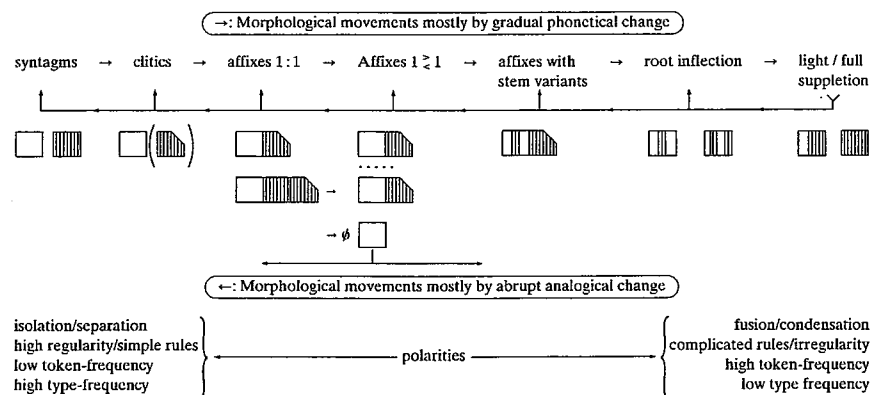 →: Morphological movements mostly by gradual phonetical change
syntagms → clitics → affixes 1 : 1 → Affixes 1 ≷ 1 → affixes with stem variants → root inflection → light / full suppletion
→
→ ϕ
←: Morphological movements mostly by abrupt analogical change
isolation/separation
high regularity/simple rules
low token-frequency
high type-frequency
polarities
fusion/condensation
complicated rules/irregularity
high token-frequency
low type frequency